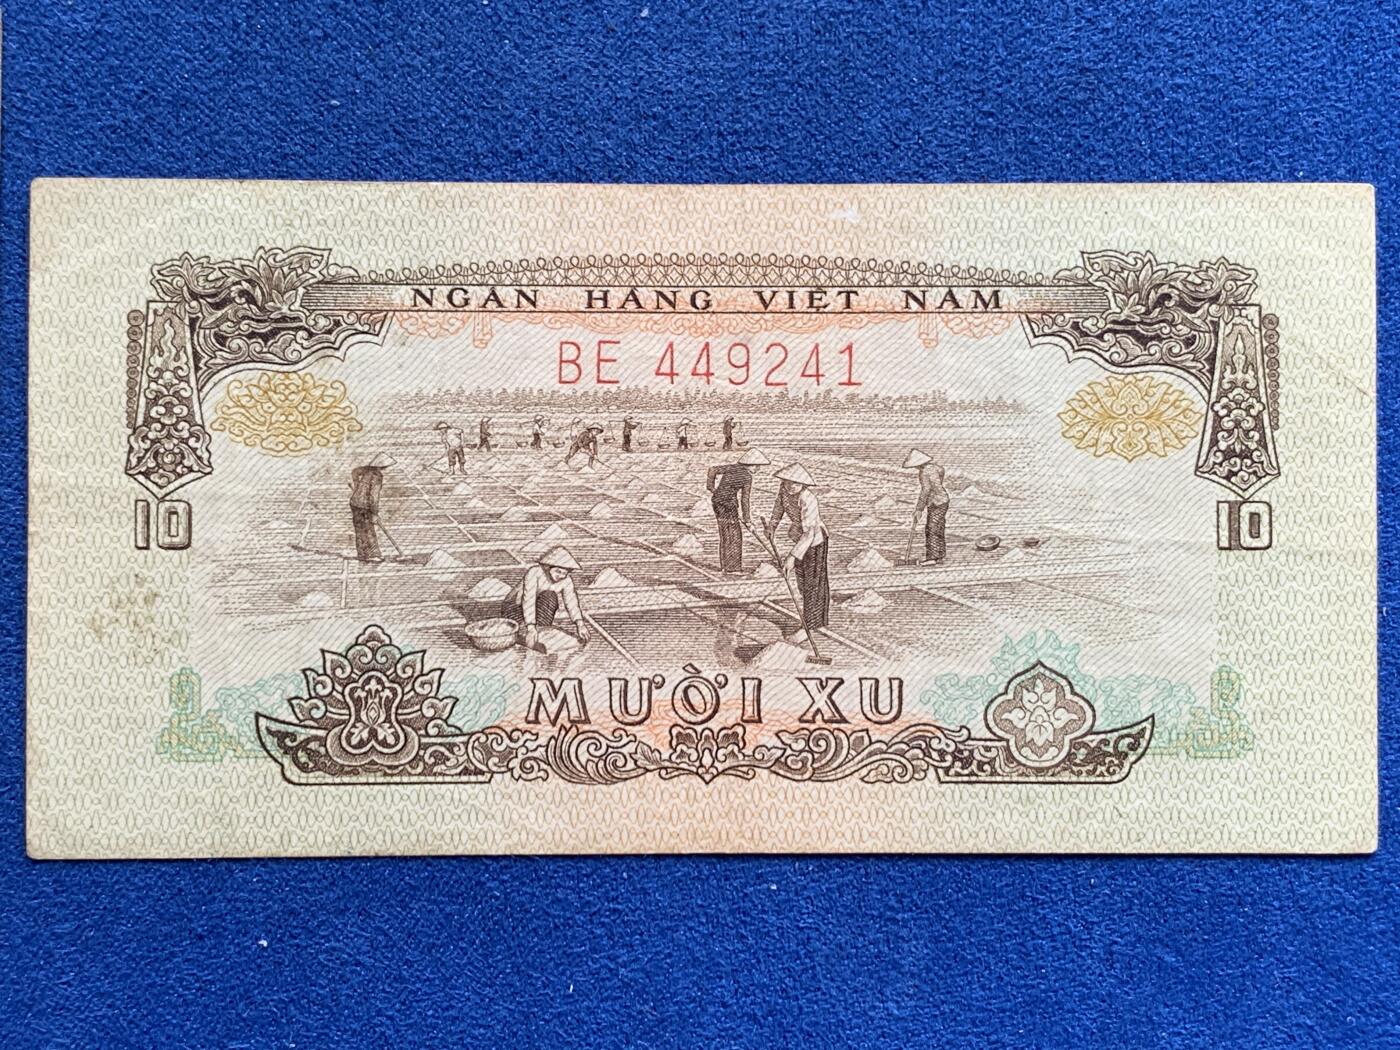 NGÂN HÀNG VIỆT NAM
BE 449241
10
10
MƯỜI XU